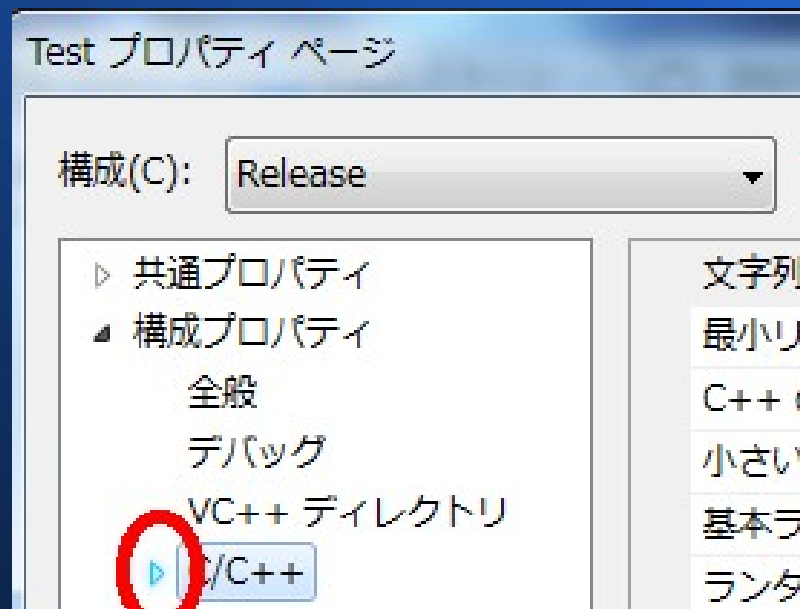 Test プロパティ ページ
構成(C):
Release
共通プロパティ
構成プロパティ
全般
デバッグ
VC++ ディレクトリ
C/C++
文字列
最小リ
C++
小さい
基本ラ
ランタ